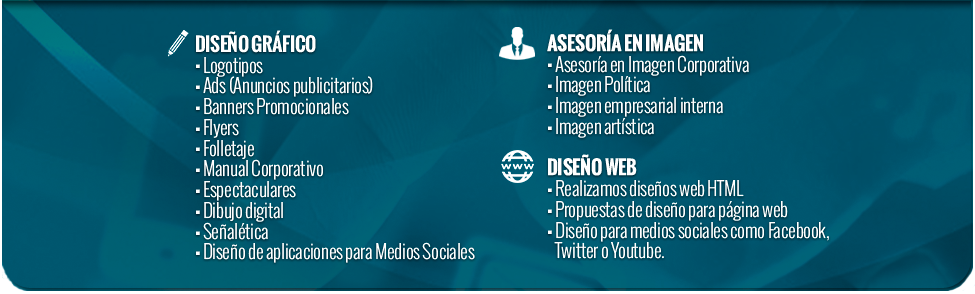 DISEÑO GRÁFICO
• Logotipos
• Ads (Anuncios publicitarios)
• Banners Promocionales
• Flyers
• Folletaje
• Manual Corporativo
• Espectaculares
• Dibujo digital
• Señalética
• Diseño de aplicaciones para Medios Sociales
ASESORÍA EN IMAGEN
• Asesoría en Imagen Corporativa
• Imagen Política
• Imagen empresarial interna
• Imagen artística
WWW
DISEÑO WEB
• Realizamos diseños web HTML
• Propuestas de diseño para página web
• Diseño para medios sociales como Facebook,
Twitter o Youtube.